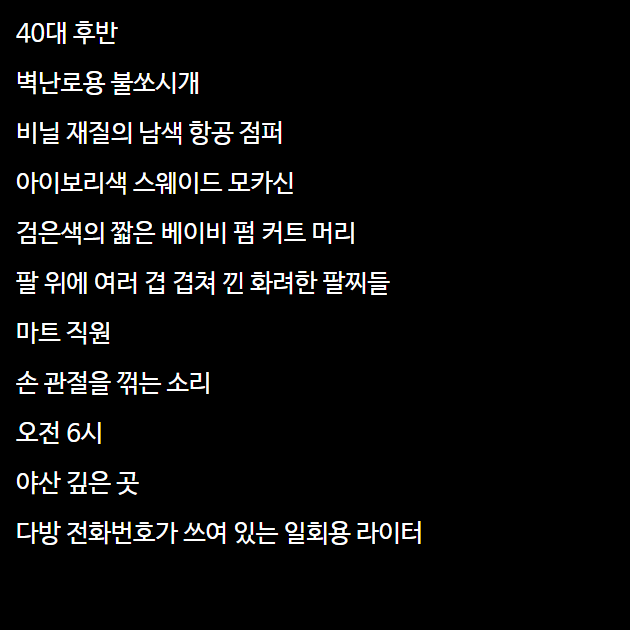 40대 후반
벽난로용 불쏘시개
비닐 재질의 남색 항공 점퍼
아이보리색 스웨이드 모카신
검은색의 짧은 베이비 펌 커트 머리
팔 위에 여러 겹 겹쳐 낀 화려한 팔찌들
마트 직원
손 관절을 꺾는 소리
오전 6시
야산 깊은 곳
다방 전화번호가 쓰여 있는 일회용 라이터